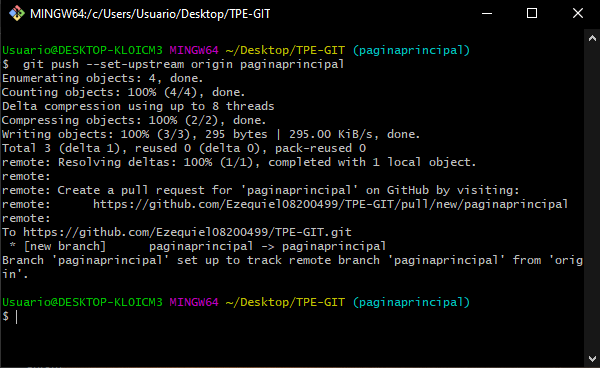 MINGW64:/c/Users/Usuario/Desktop/TPE-GIT
Usuario@DESKTOP-KLOICM3 MINGW64 ~/Desktop/TPE-GIT (paginaprincipal)
$  git push --set-upstream origin paginaprincipal
Enumerating objects: 4, done.
Counting objects: 100% (4/4), done.
Delta compression using up to 8 threads
Compressing objects: 100% (2/2), done.
Writing objects: 100% (3/3), 295 bytes | 295.00 KiB/s, done.
Total 3 (delta 1), reused 0 (delta 0), pack-reused 0
remote: Resolving deltas: 100% (1/1), completed with 1 local object.
remote:
remote: Create a pull request for 'paginaprincipal' on GitHub by visiting:
remote:      https://github.com/Ezequiel08200499/TPE-GIT/pull/new/paginaprincipal
remote:
To https://github.com/Ezequiel08200499/TPE-GIT.git
 * [new branch]      paginaprincipal -> paginaprincipal
Branch 'paginaprincipal' set up to track remote branch 'paginaprincipal' from 'orig
in'.
Usuario@DESKTOP-KLOICM3 MINGW64 ~/Desktop/TPE-GIT (paginaprincipal)
$